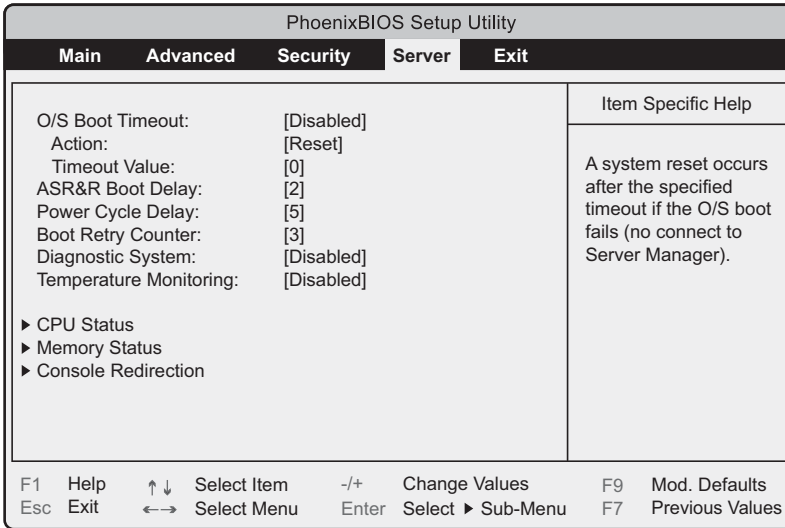 PhoenixBIOS Setup Utility
Main Advanced Security Server Exit
O/S Boot Timeout: [Disabled]
Action: [Reset]
Timeout Value: [0]
ASR&R Boot Delay: [2]
Power Cycle Delay: [5]
Boot Retry Counter: [3]
Diagnostic System: [Disabled]
Temperature Monitoring: [Disabled]
▶ CPU Status
▶ Memory Status
▶ Console Redirection
Item Specific Help
A system reset occurs
after the specified
timeout if the O/S boot
fails (no connect to
Server Manager).
F1 Help ↑↓ Select Item -/+ Change Values F9 Mod. Defaults
Esc Exit ←→ Select Menu Enter Select ▶ Sub-Menu F7 Previous Values